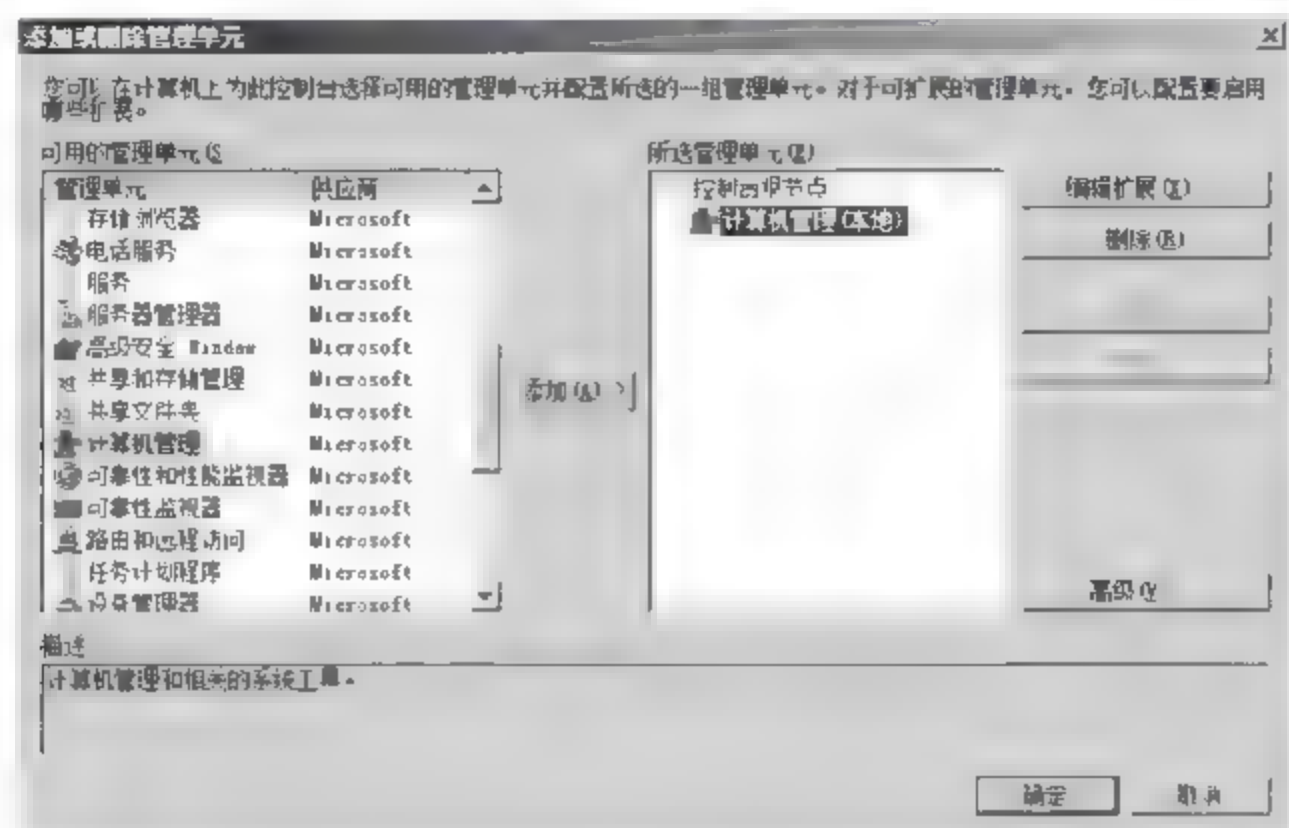 添加或删除管理单元
您可以在计算机上为此控制台选择可用的管理单元并配置所选的一组管理单元。对于可扩展的管理单元，您可以配置要启用
哪些扩展。
可用的管理单元(S
所选管理单元(E)
管理单元 供应商
存储浏览器 Microsoft
电话服务 Microsoft
服务 Microsoft
服务器管理器 Microsoft
高级安全 Window Microsoft
共享和存储管理 Microsoft
共享文件夹 Microsoft
计算机管理 Microsoft
可靠性和性能监视器 Microsoft
可靠性监视器 Microsoft
路由和远程访问 Microsoft
任务计划程序 Microsoft
设备管理器 Microsoft
添加(A) >
控制台根节点
计算机管理(本地)
编辑扩展(X)
删除(R)
高级(V
描述
计算机管理和相关的系统工具。
确定
取消